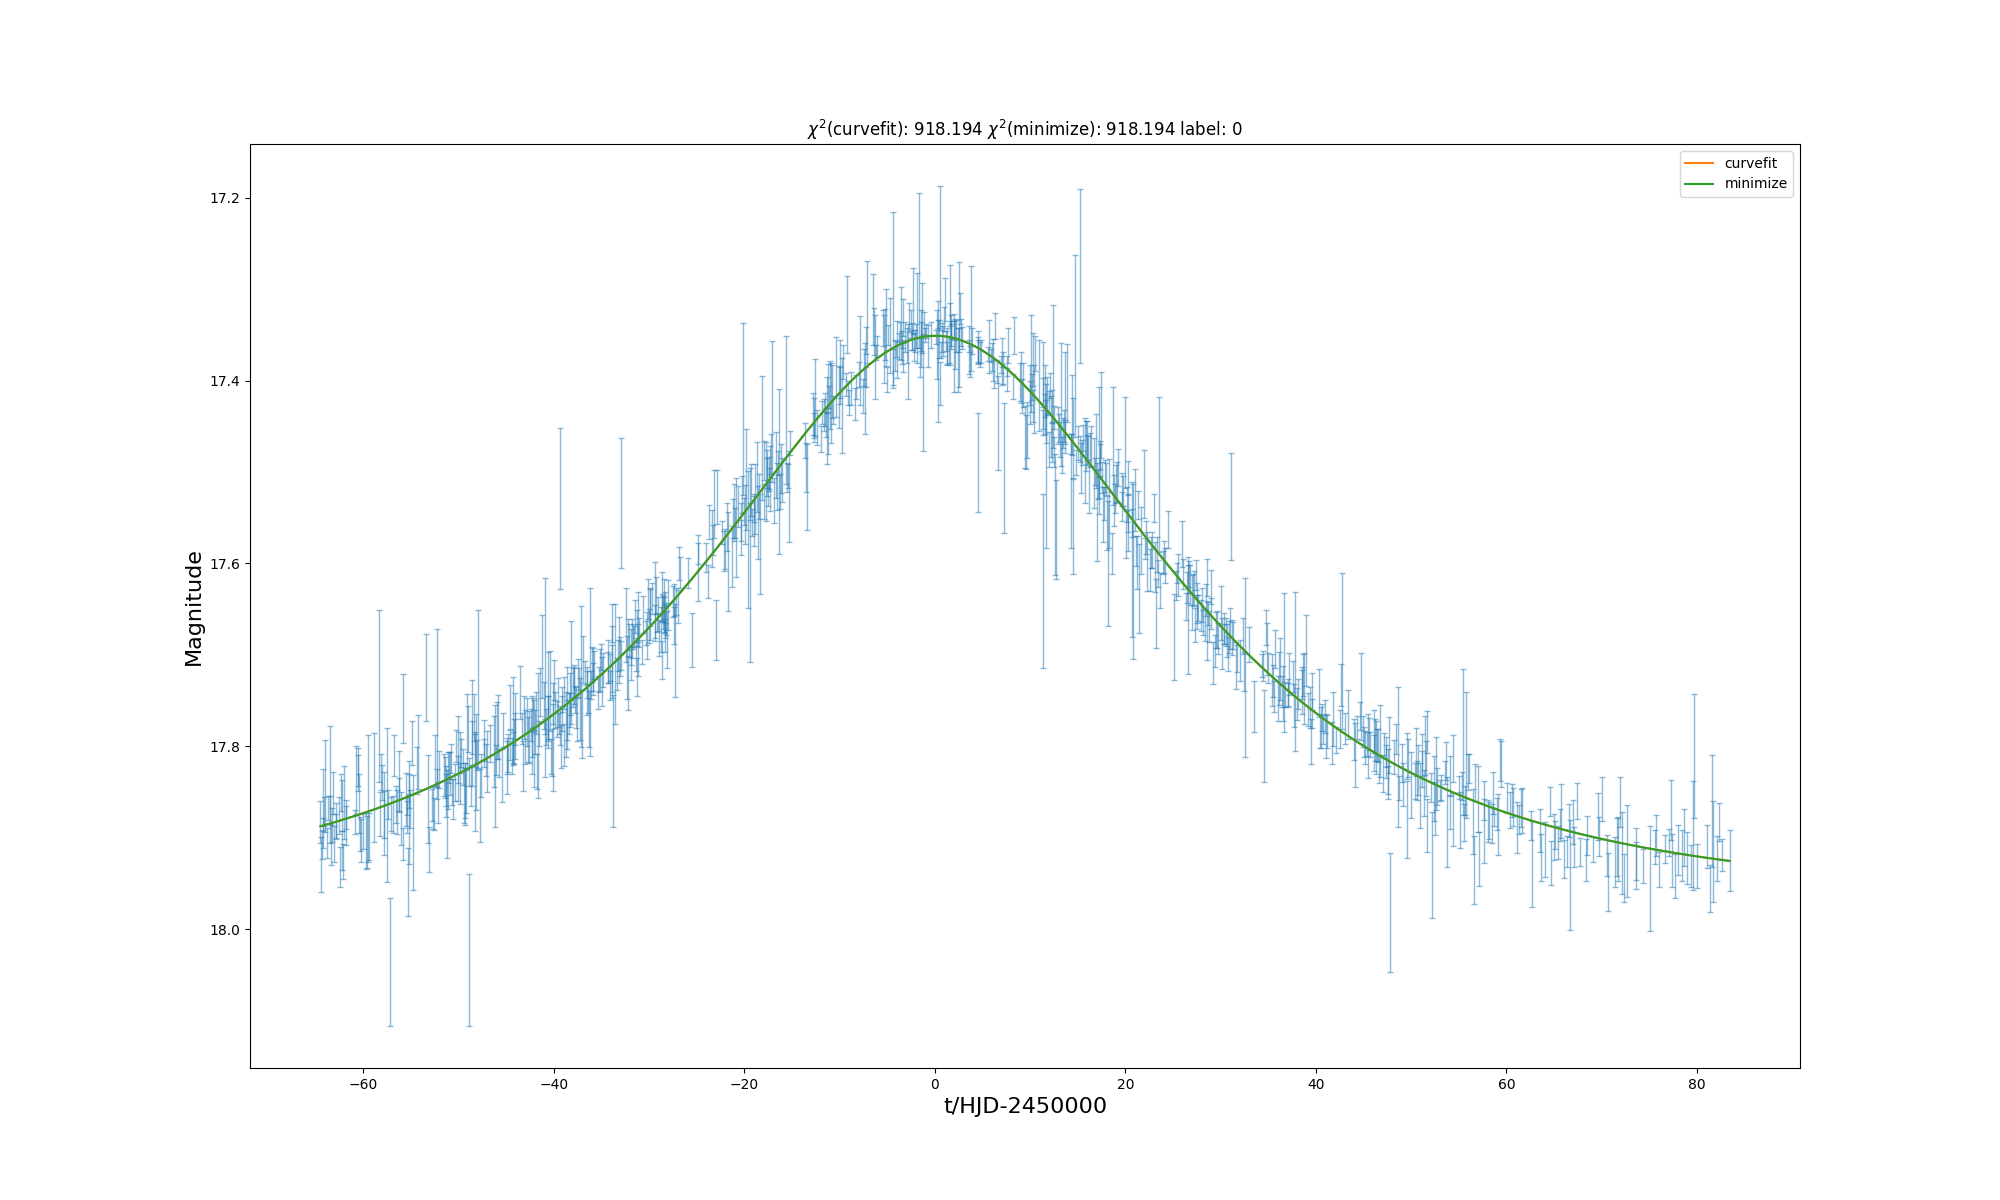 χ²(curvefit): 918.194 χ²(minimize): 918.194 label: 0
curvefit
minimize
17.2
17.4
17.6
17.8
18.0
Magnitude
−60
−40
−20
0
20
40
60
80
t/HJD-2450000